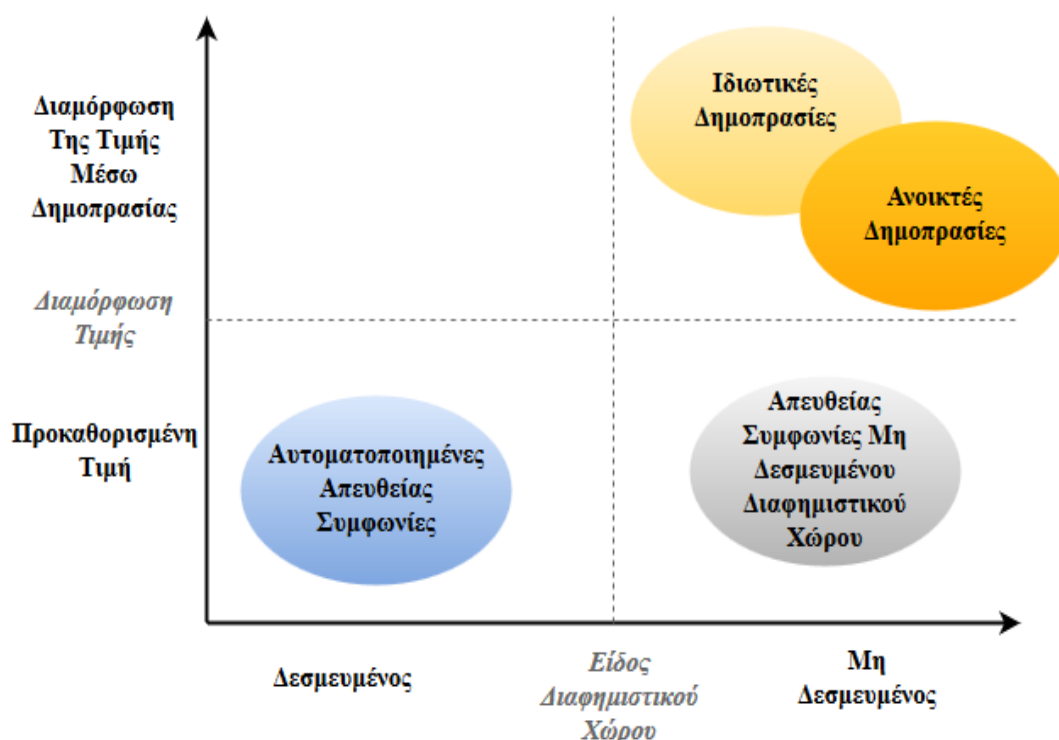 Διαμόρφωση
Της Τιμής
Μέσω
Δημοπρασίας
Διαμόρφωση
Τιμής
Προκαθορισμένη
Τιμή
Ιδιωτικές
Δημοπρασίες
Ανοικτές
Δημοπρασίες
Αυτοματοποιημένες
Απευθείας
Συμφωνίες
Απευθείας
Συμφωνίες Μη
Δεσμευμένου
Διαφημιστικού
Χώρου
Δεσμευμένος
Είδος
Διαφημιστικού
Χώρου
Μη
Δεσμευμένος